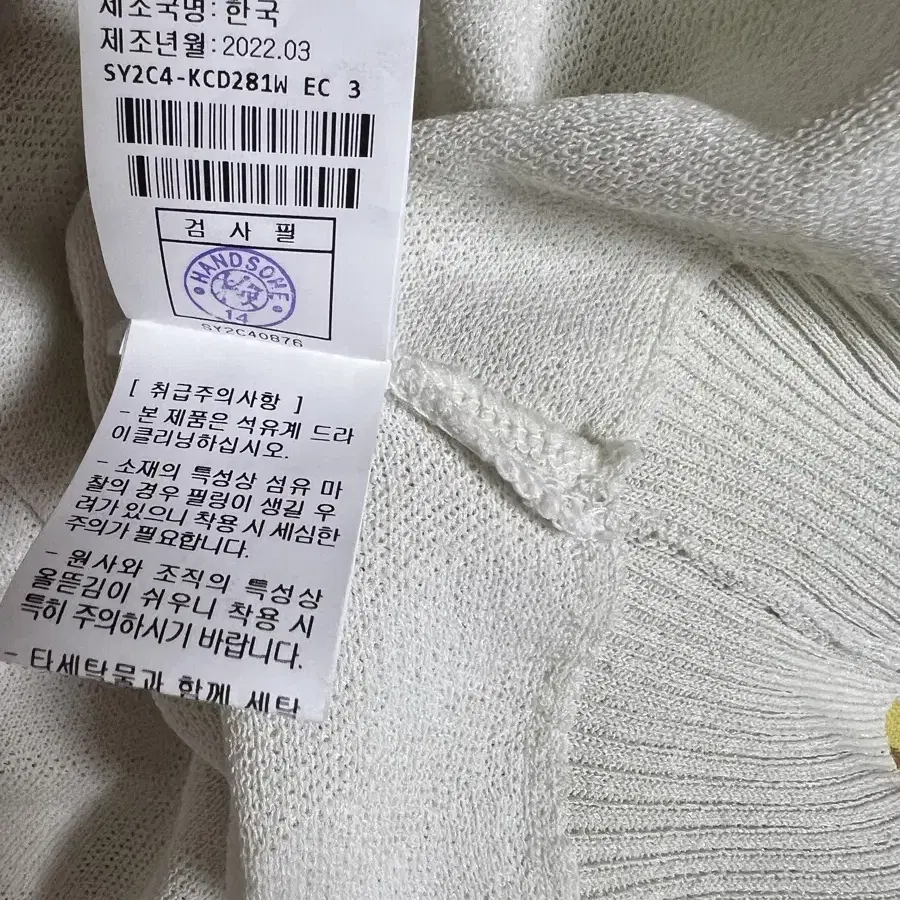 제조국명: 한국
제조년월: 2022.03
SY2C4-KCD281W EC 3
검 사 필
HANDSOME
14
SY2C40876
[ 취급주의사항 ]
- 본 제품은 석유계 드라
이클리닝하십시오.
- 소재의 특성상 섬유 마
찰의 경우 필링이 생길 우
려가 있으니 착용 시 세심한
주의가 필요합니다.
- 원사와 조직의 특성상
올뜯김이 쉬우니 착용 시
특히 주의하시기 바랍니다.
- 타세탁물과 함께 세탁